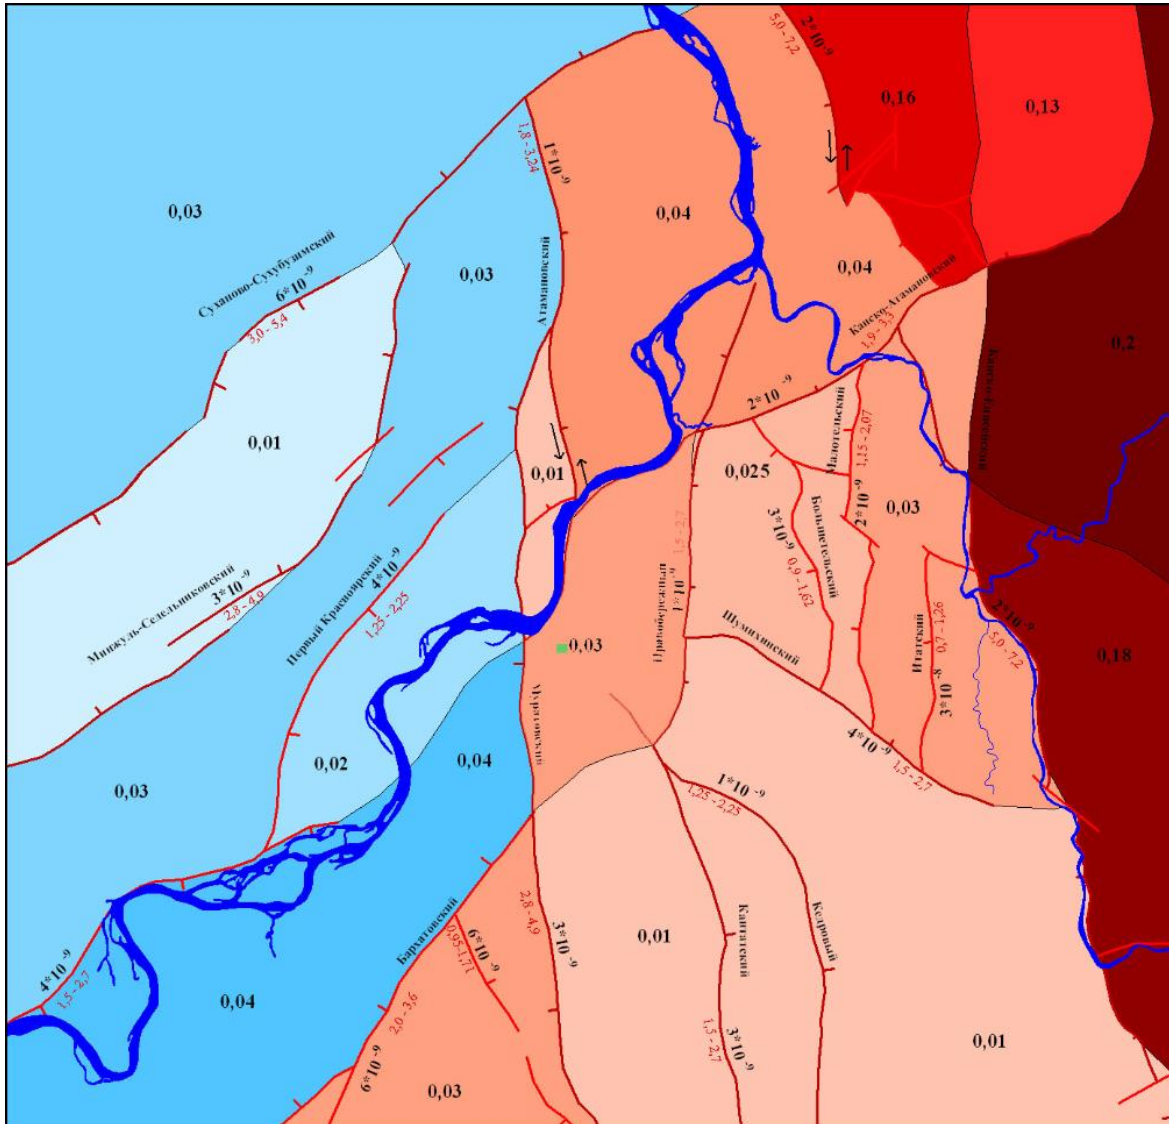 5,0 - 7,2
2*10⁻⁹
0,16
0,13
1,8 - 3,24
1*10⁻⁹
0,03
0,04
0,03
0,04
Суханово-Сухубузимский
6*10⁻⁹
3,0 - 5,4
Атамановский
Канско-Атамановский
1,9 - 3,3
0,2
2*10⁻⁹
0,01
0,01
0,025
Малотельский
1,15 - 2,07
2*10⁻⁹
0,03
3*10⁻⁹
0,9 - 1,62
Большетельский
1,5 - 2,7
1*10⁻⁹
Правобережный
Первый Красноярский
4*10⁻⁹
1,25 - 2,25
Минжуль-Седельниковский
3*10⁻⁹
2,8 - 4,9
Шумихинский
Итатский
0,7 - 1,26
3*10⁻⁸
2*10⁻⁹
5,0 - 7,2
0,03
0,18
Муратовский
0,02
0,04
0,03
4*10⁻⁹
1,5 - 2,7
1*10⁻⁹
1,25 - 2,25
2,8 - 4,9
3*10⁻⁹
0,01
Кантатский
Кедровый
Бархатовский
6*10⁻⁹
0,95-1,71
4*10⁻⁹
1,5 - 2,7
0,04
2,0 - 3,6
6*10⁻⁹
1,5 - 2,7
3*10⁻⁹
0,01
0,03